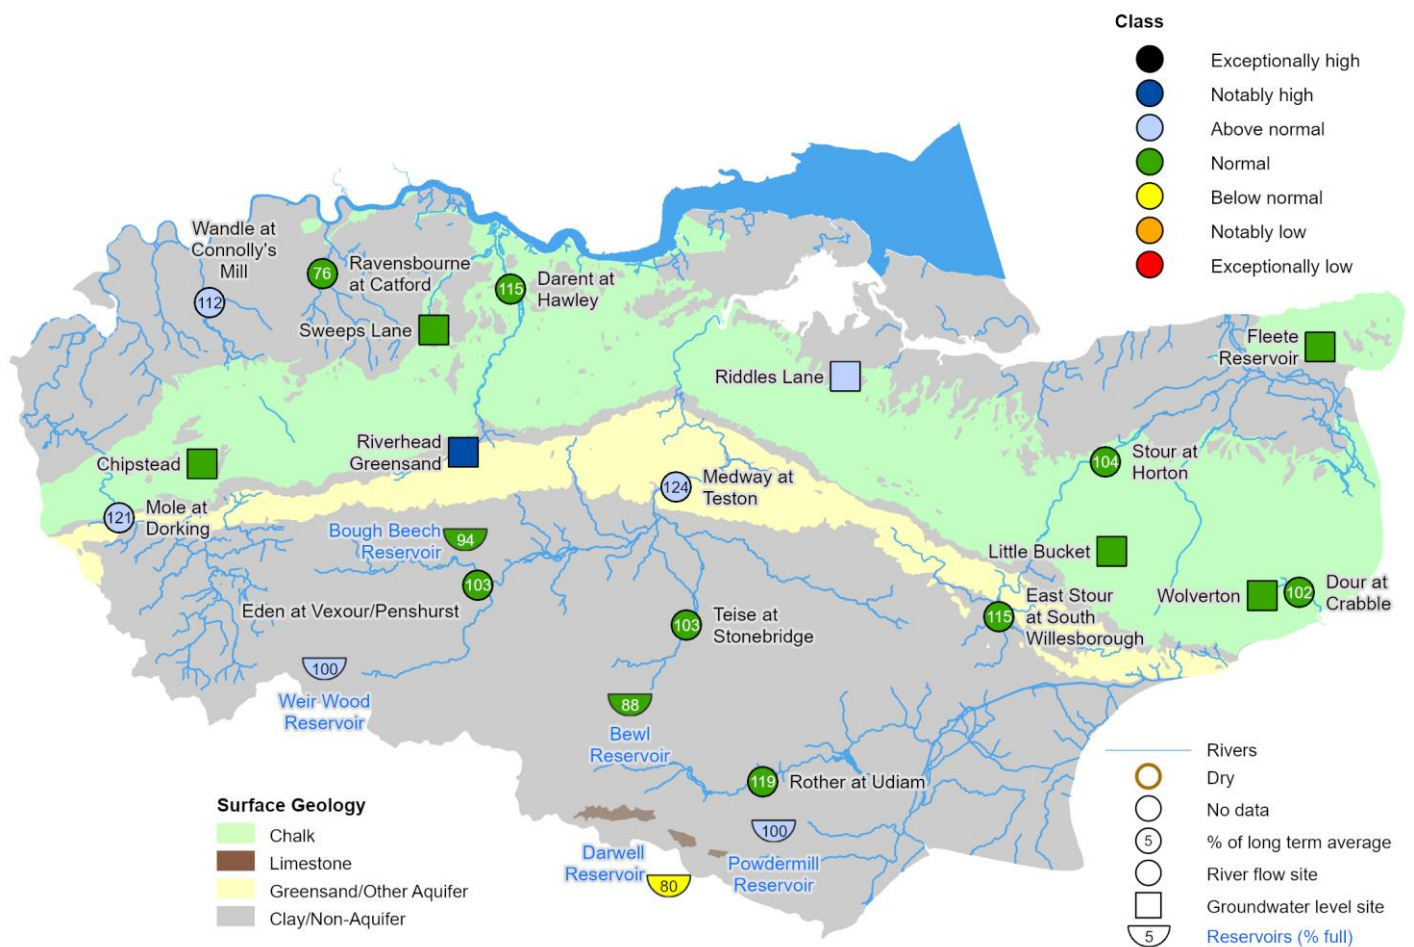 Class
Exceptionally high
Notably high
Above normal
Normal
Below normal
Notably low
Exceptionally low
Wandle at
Connolly's
Mill
112
76
Ravensbourne
at Catford
115
Darent at
Hawley
Sweeps Lane
Riddles Lane
Fleete
Reservoir
Chipstead
Riverhead
Greensand
104
Stour at
Horton
124
Medway at
Teston
121
Mole at
Dorking
Bough Beech
Reservoir
94
Little Bucket
103
Eden at Vexour/Penshurst
103
Teise at
Stonebridge
115
East Stour
at South
Willesborough
Wolverton
102
Dour at
Crabble
100
Weir Wood
Reservoir
88
Bewl
Reservoir
119
Rother at Udiam
100
Powdermill
Reservoir
Darwell
Reservoir
80
Surface Geology
Chalk
Limestone
Greensand/Other Aquifer
Clay/Non-Aquifer
Rivers
Dry
No data
5
% of long term average
River flow site
Groundwater level site
5
Reservoirs (% full)